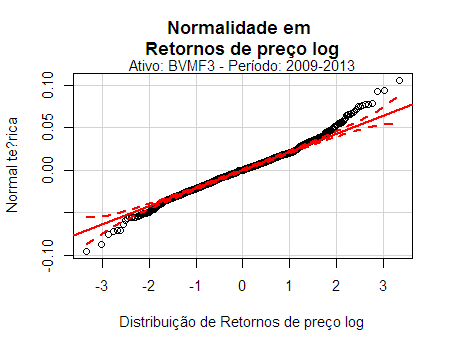 Normalidade em
Retornos de preço log
Ativo: BVMF3 - Período: 2009-2013
Normal te?rica
0.10
0.05
0.00
-0.10
-3 -2 -1 0 1 2 3
Distribuição de Retornos de preço log